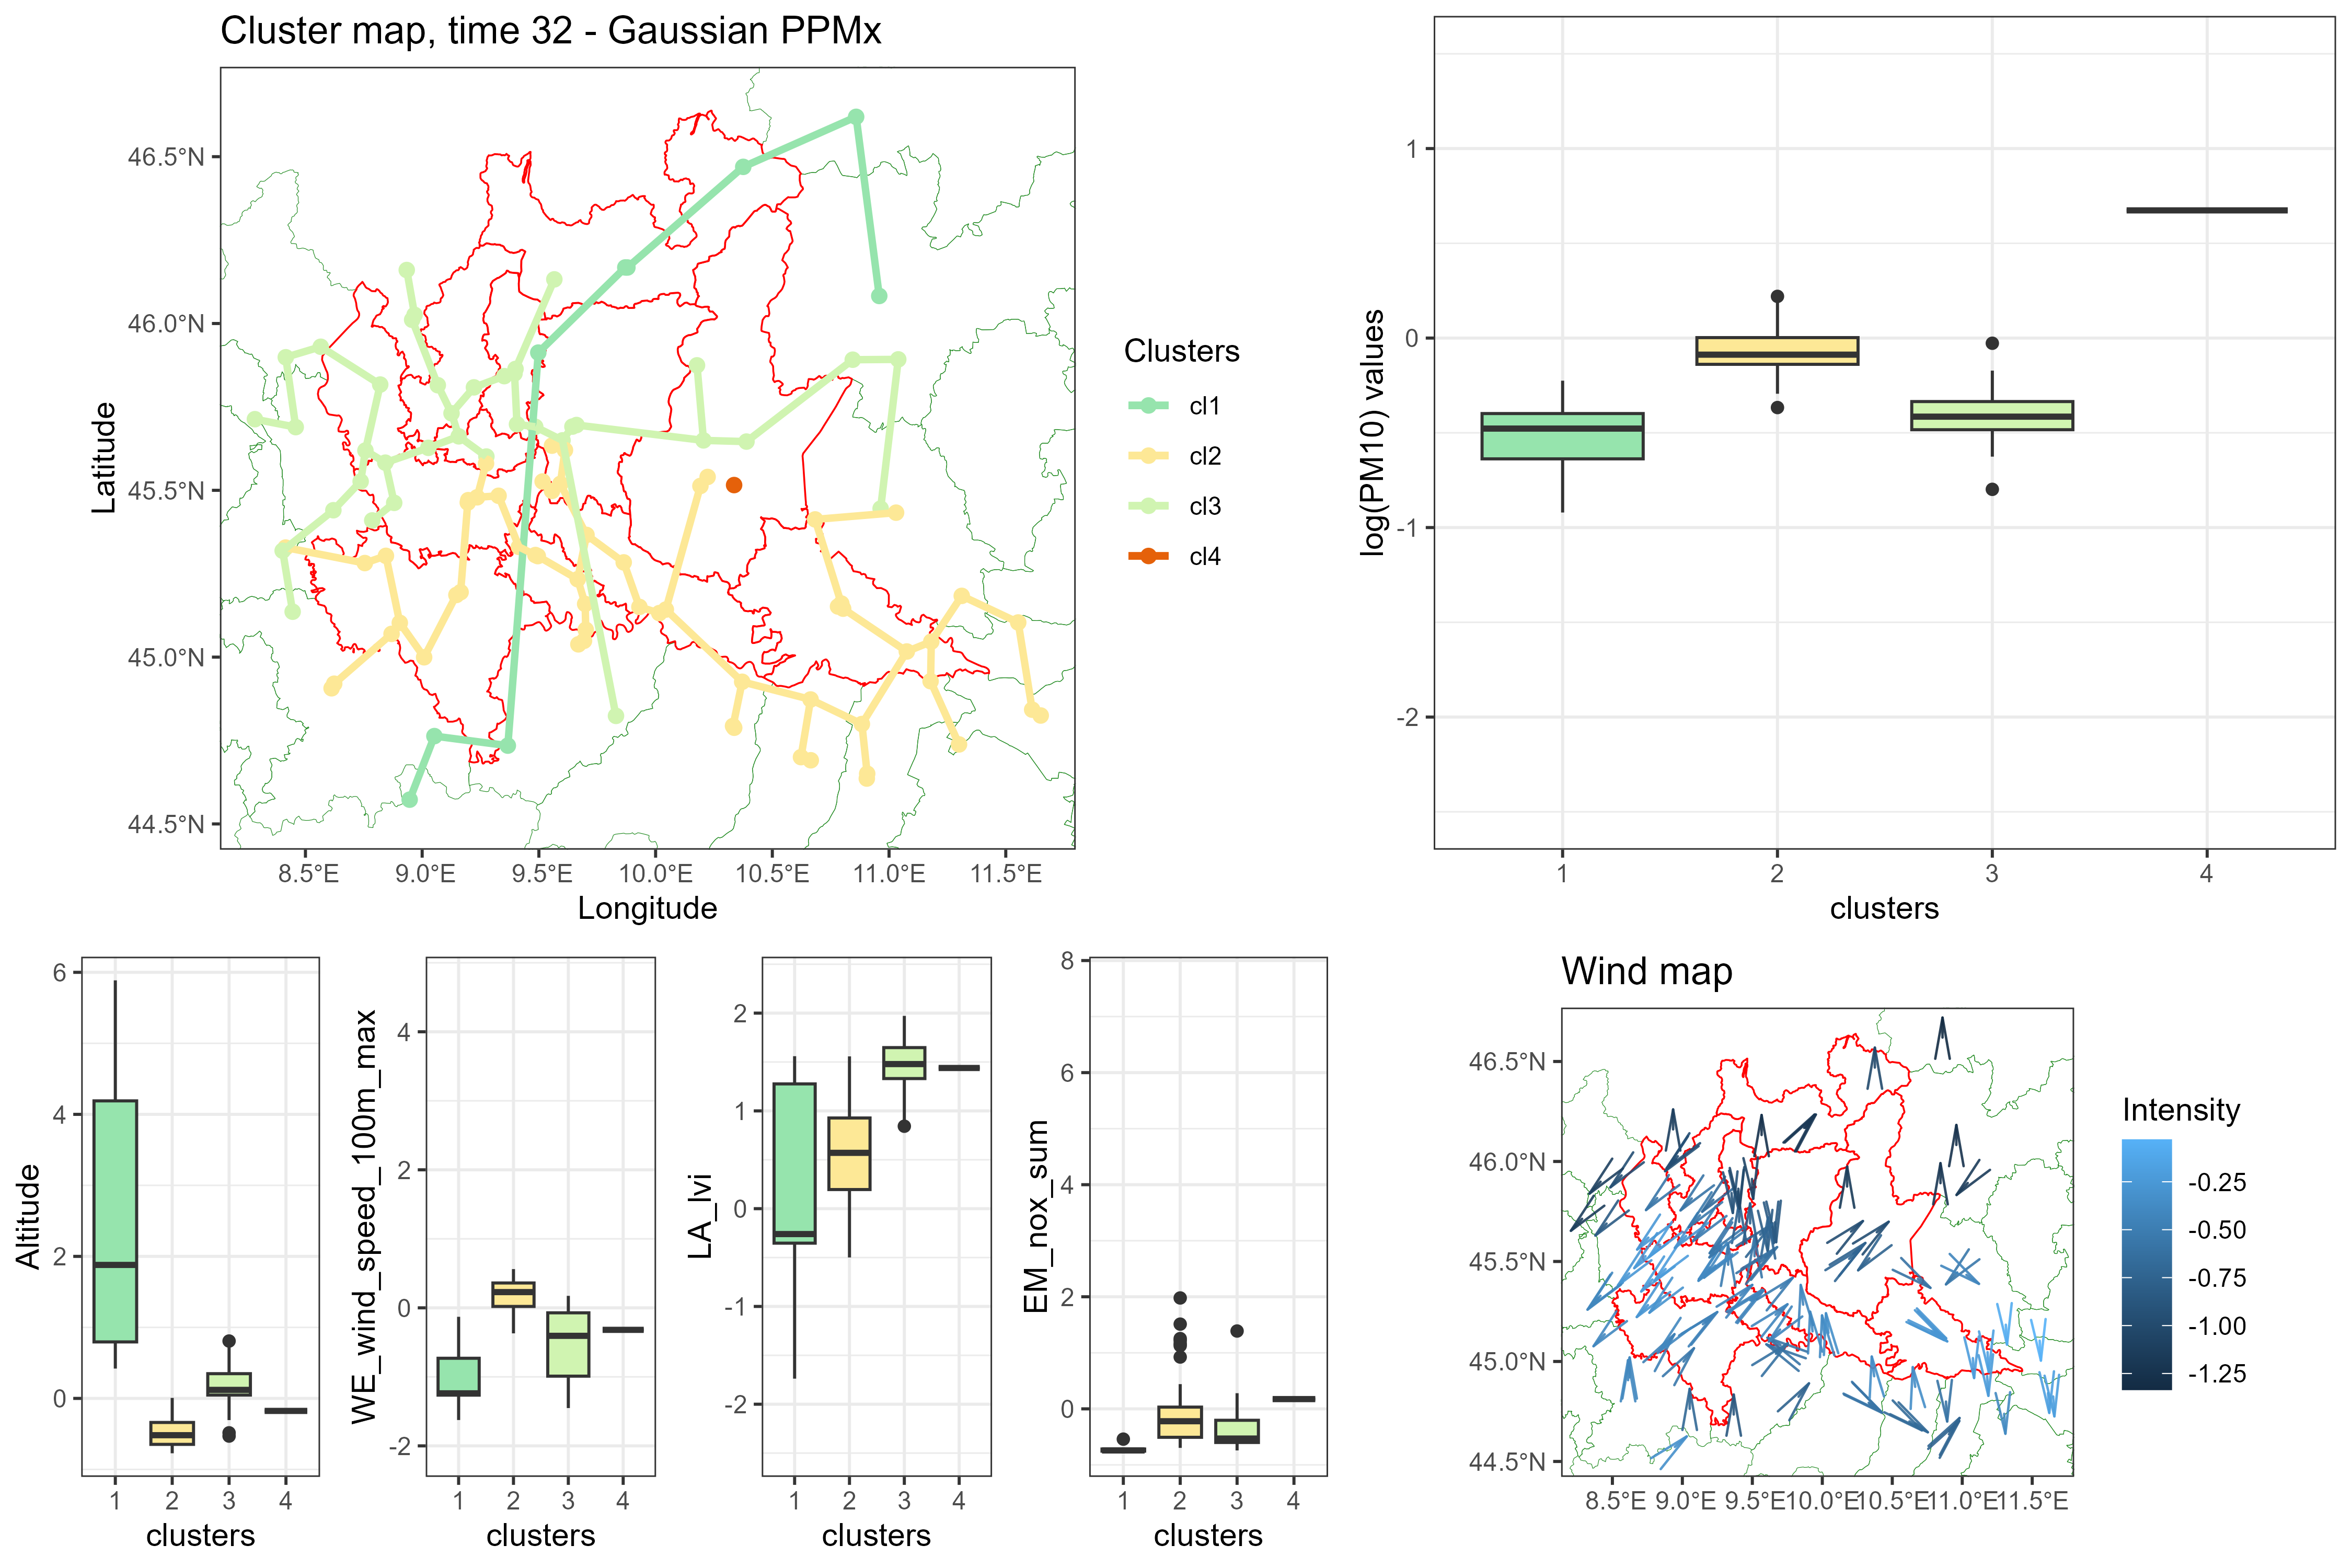 Cluster map, time 32 - Gaussian PPMx
46.5°N
46.0°N
45.5°N
45.0°N
44.5°N
Latitude
8.5°E 9.0°E 9.5°E 10.0°E 10.5°E 11.0°E 11.5°E
Longitude
Clusters
cl1
cl2
cl3
cl4
1
0
-1
-2
log(PM10) values
1 2 3 4
clusters
6
4
2
0
Altitude
1 2 3 4
clusters
4
2
0
-2
WE_wind_speed_100m_max
1 2 3 4
clusters
2
1
0
-1
-2
LA_lvi
1 2 3 4
clusters
8
6
4
2
0
EM_nox_sum
1 2 3 4
clusters
Wind map
46.5°N
46.0°N
45.5°N
45.0°N
44.5°N
8.5°E 9.0°E 9.5°E 10.0°E 10.5°E 11.0°E 11.5°E
Intensity
-0.25
-0.50
-0.75
-1.00
-1.25